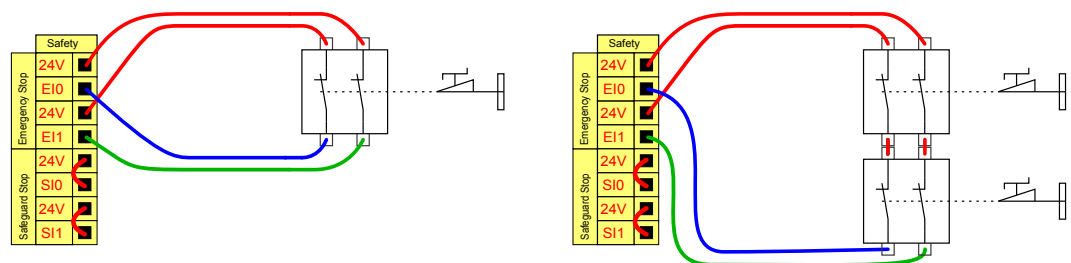 Safety
Emergency Stop
24V
EI0
24V
EI1
Safeguard Stop
24V
SI0
24V
SI1
Safety
Emergency Stop
24V
EI0
24V
EI1
Safeguard Stop
24V
SI0
24V
SI1